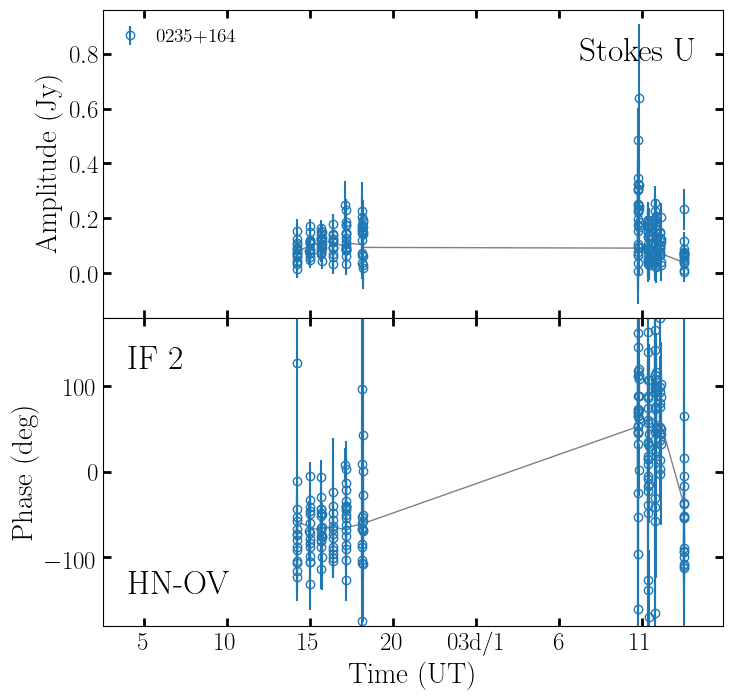 0235+164
Stokes U
Amplitude (Jy)
0.8
0.6
0.4
0.2
0.0
IF 2
HN-OV
Phase (deg)
100
0
−100
5 10 15 20 03d/1 6 11
Time (UT)